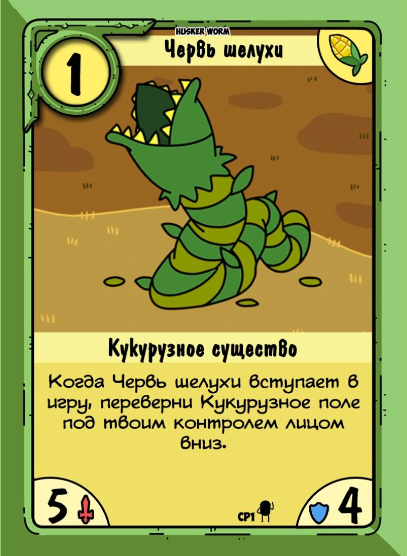 HUSKER WORM
1
Червь шелухи
Кукурузное существо
Когда Червь шелухи вступает в
игру, переверни Кукурузное поле
под твоим контролем лицом
вниз.
5
CP1
4